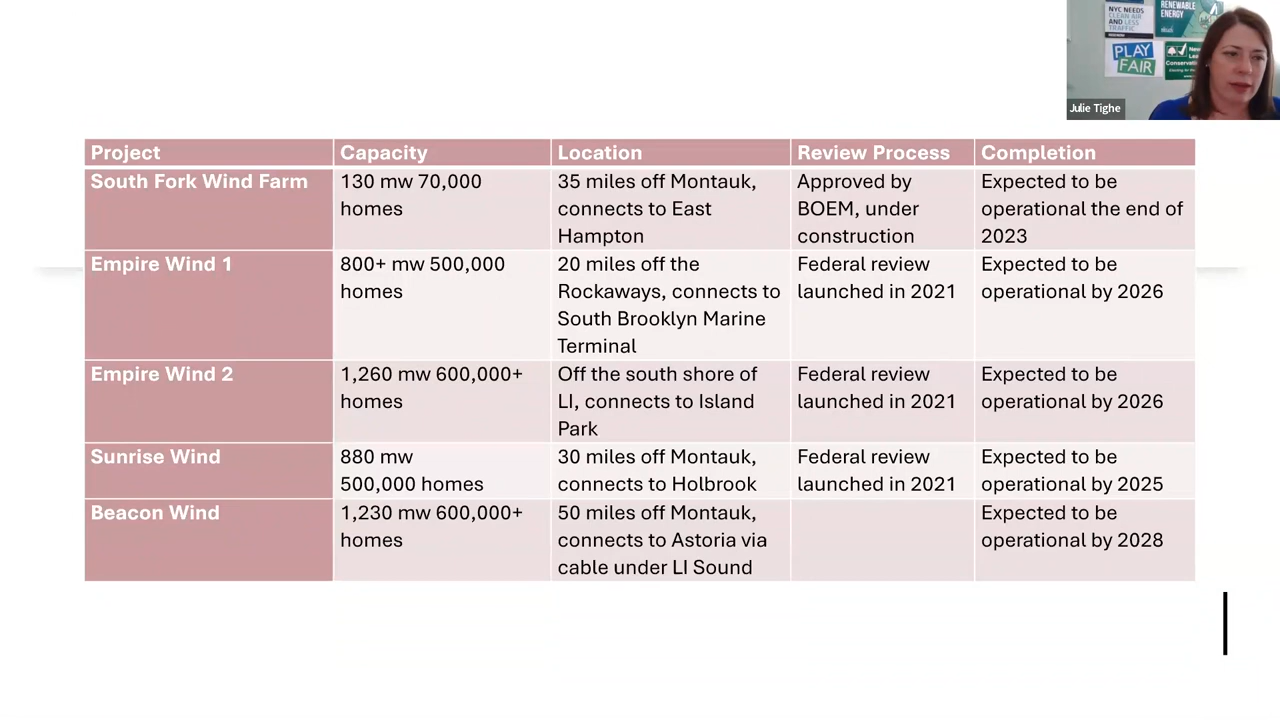 NYC NEEDS
CLEAN AIR
AND LESS
TRAFFIC
RENEWABLE
ENERGY
PLAY
FAIR
Julie Tighe
Project Capacity Location Review Process Completion
South Fork Wind Farm 130 mw 70,000 35 miles off Montauk, Approved by Expected to be
homes connects to East BOEM, under operational the end of
Hampton construction 2023
Empire Wind 1 800+ mw 500,000 20 miles off the Federal review Expected to be
homes Rockaways, connects to launched in 2021 operational by 2026
South Brooklyn Marine
Terminal
Empire Wind 2 1,260 mw 600,000+ Off the south shore of Federal review Expected to be
homes LI, connects to Island launched in 2021 operational by 2026
Park
Sunrise Wind 880 mw 30 miles off Montauk, Federal review Expected to be
500,000 homes connects to Holbrook launched in 2021 operational by 2025
Beacon Wind 1,230 mw 600,000+ 50 miles off Montauk, Expected to be
homes connects to Astoria via operational by 2028
cable under LI Sound